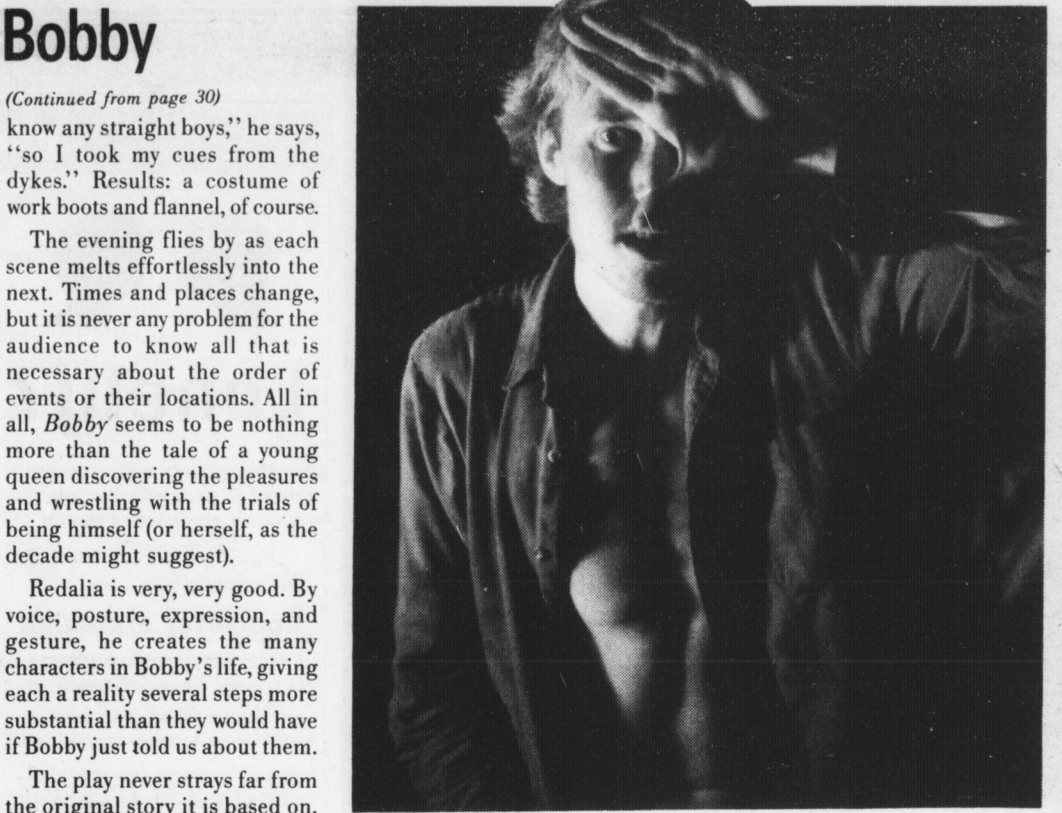 Bobby
(Continued from page 30)
know any straight boys,'' he says,
''so I took my cues from the
dykes.'' Results: a costume of
work boots and flannel, of course.
The evening flies by as each
scene melts effortlessly into the
next. Times and places change,
but it is never any problem for the
audience to know all that is
necessary about the order of
events or their locations. All in
all, Bobby seems to be nothing
more than the tale of a young
queen discovering the pleasures
and wrestling with the trials of
being himself (or herself, as the
decade might suggest).
Redalia is very, very good. By
voice, posture, expression, and
gesture, he creates the many
characters in Bobby's life, giving
each a reality several steps more
substantial than they would have
if Bobby just told us about them.
The play never strays far from
the original story it is based on.